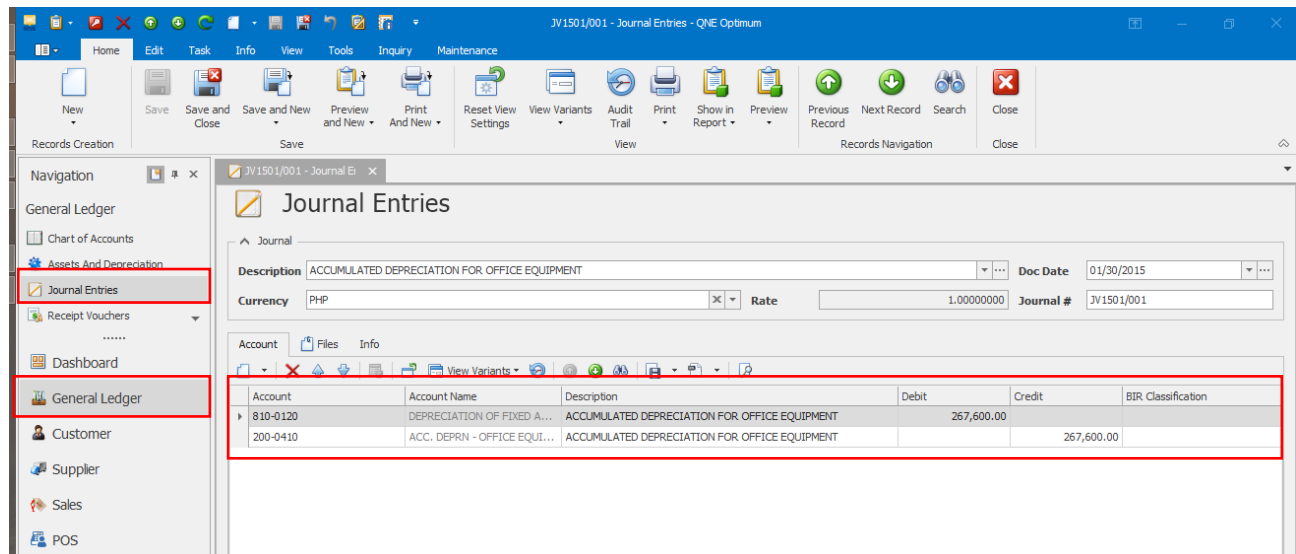 JV1501/001 - Journal Entries - QNE Optimum
Home Edit Task Info View Tools Inquiry Maintenance
New Save Save and Close Save and New Preview and New Print And New Reset View Settings View Variants Audit Trail Print Show in Report Preview Previous Record Next Record Search Close
Records Creation Save View Records Navigation Close
Navigation
General Ledger
Chart of Accounts
Assets And Depreciation
Journal Entries
Receipt Vouchers
Dashboard
General Ledger
Customer
Supplier
Sales
POS
JV1501/001 - Journal E
Journal Entries
Journal
Description ACCUMULATED DEPRECIATION FOR OFFICE EQUIPMENT Doc Date 01/30/2015
Currency PHP Rate 1.00000000 Journal # JV1501/001
Account Files Info
View Variants
Account Account Name Description Debit Credit BIR Classification
810-0120 DEPRECIATION OF FIXED A... ACCUMULATED DEPRECIATION FOR OFFICE EQUIPMENT 267,600.00
200-0410 ACC. DEPRN - OFFICE EQUI... ACCUMULATED DEPRECIATION FOR OFFICE EQUIPMENT 267,600.00